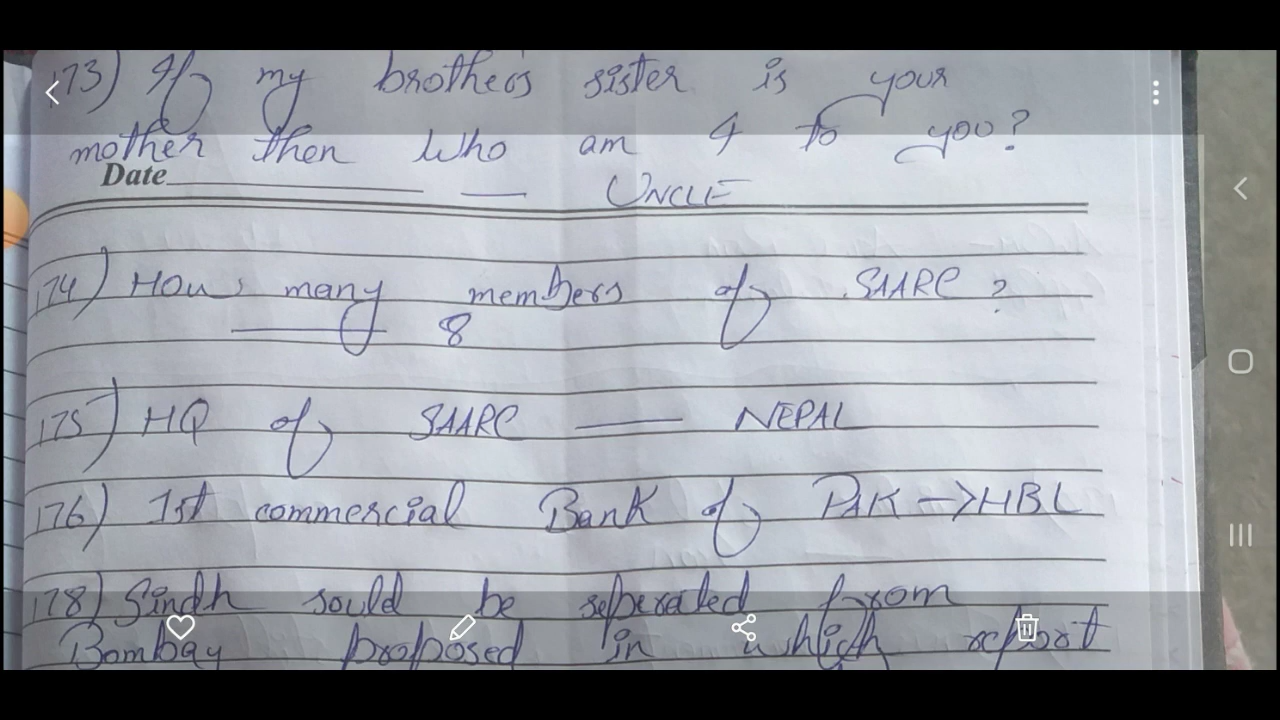 173) If my brother's sister is your
mother then Who am I to you?
Date — UNCLE
174) How many members of SAARC ?
— 8
175) HQ of SAARC — NEPAL
176) 1st commercial Bank of PAK → HBL
178) Sindh sould be seperated from
Bombay proposed in which report